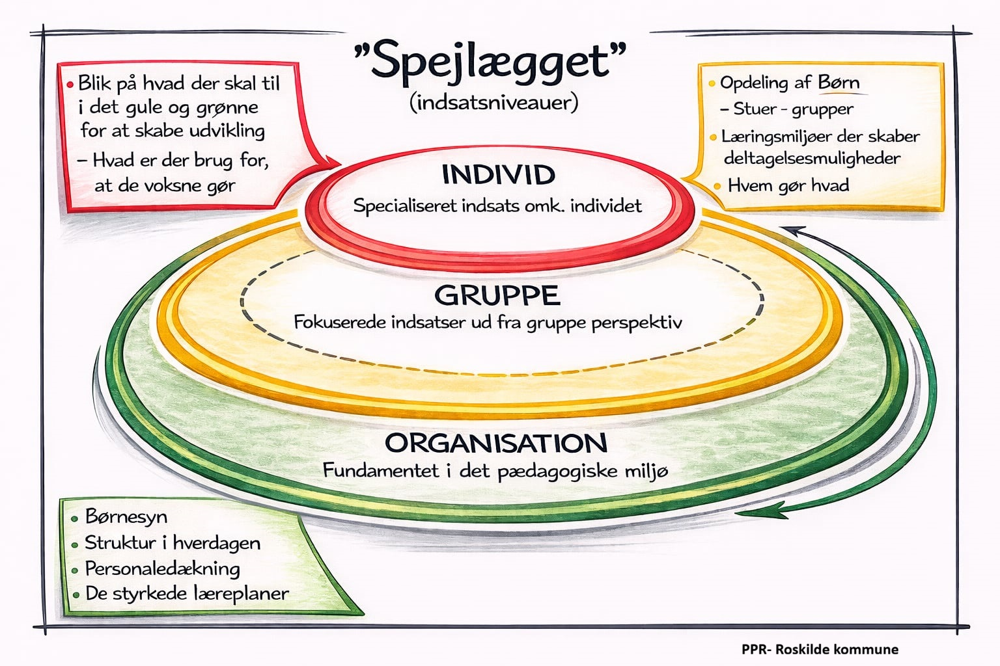 ”Spejlægget”
(indsatsniveauer)
• Blik på hvad der skal til
i det gule og grønne
for at skabe udvikling
– Hvad er der brug for,
at de voksne gør
• Opdeling af Børn
– Stuer - grupper
• Læringsmiljøer der skaber
deltagelsesmuligheder
• Hvem gør hvad
INDIVID
Specialiseret indsats omk. individet
GRUPPE
Fokuserede indsatser ud fra gruppe perspektiv
ORGANISATION
Fundamentet i det pædagogiske miljø
• Børnesyn
• Struktur i hverdagen
• Personaledækning
• De styrkede læreplaner
PPR- Roskilde kommune